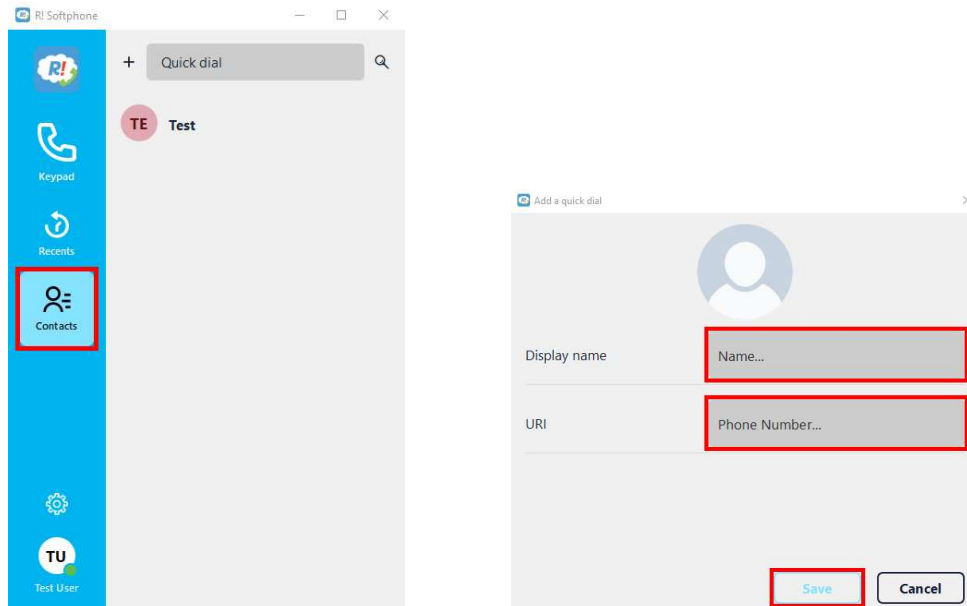 R! Softphone
R!
+ Quick dial
TE Test
Keypad
Recents
Contacts
TU
Test User
R! Add a quick dial
Display name Name...
URI Phone Number...
Save Cancel